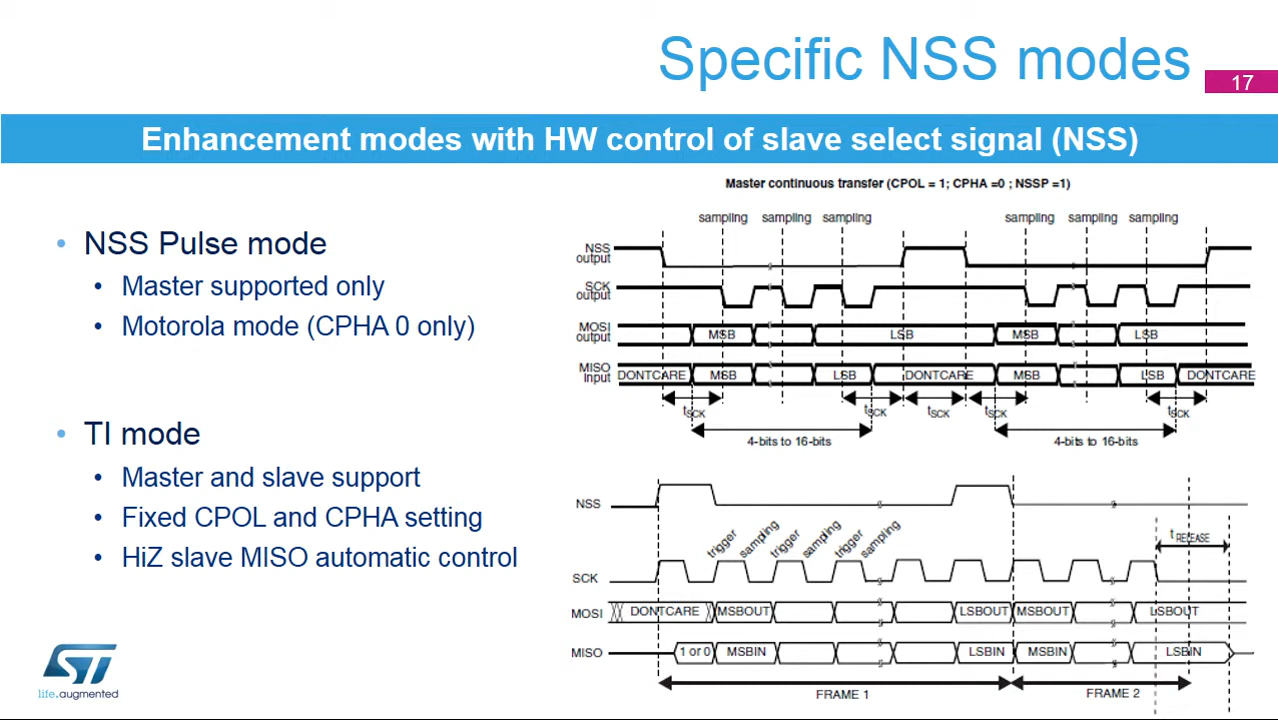 Specific NSS modes
17
Enhancement modes with HW control of slave select signal (NSS)
• NSS Pulse mode
• Master supported only
• Motorola mode (CPHA 0 only)
• TI mode
• Master and slave support
• Fixed CPOL and CPHA setting
• HiZ slave MISO automatic control
Master continuous transfer (CPOL = 1; CPHA =0 ; NSSP =1)
sampling sampling sampling sampling sampling sampling
NSS
output
SCK
output
MOSI
output
MSB LSB MSB LSB
MISO
Input
DONTCARE MSB LSB DONTCARE MSB LSB DONTCARE
tSCK tSCK tSCK tSCK tSCK
4-bits to 16-bits 4-bits to 16-bits
NSS
trigger sampling trigger sampling trigger sampling
tRELEASE
SCK
MOSI DONTCARE MSBOUT LSBOUT MSBOUT LSBOUT
MISO 1 or 0 MSBIN LSBIN MSBIN LSBIN
FRAME 1 FRAME 2
ST
life.augmented